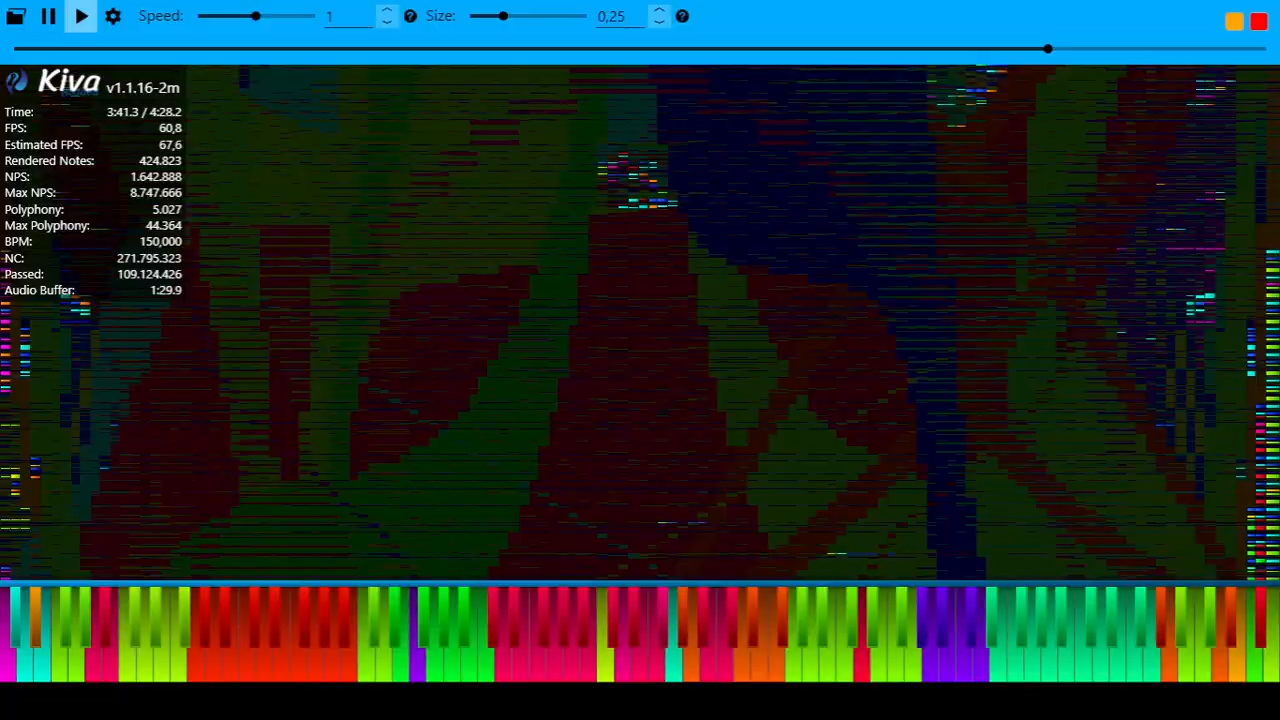 Speed: 1 Size: 0,25
Kiva v1.1.16-2m
Time: 3:41.3 / 4:28.2
FPS: 60,8
Estimated FPS: 67,6
Rendered Notes: 424.823
NPS: 1.642.888
Max NPS: 8.747.666
Polyphony: 5.027
Max Polyphony: 44.364
BPM: 150,000
NC: 271.795.323
Passed: 109.124.426
Audio Buffer: 1:29.9